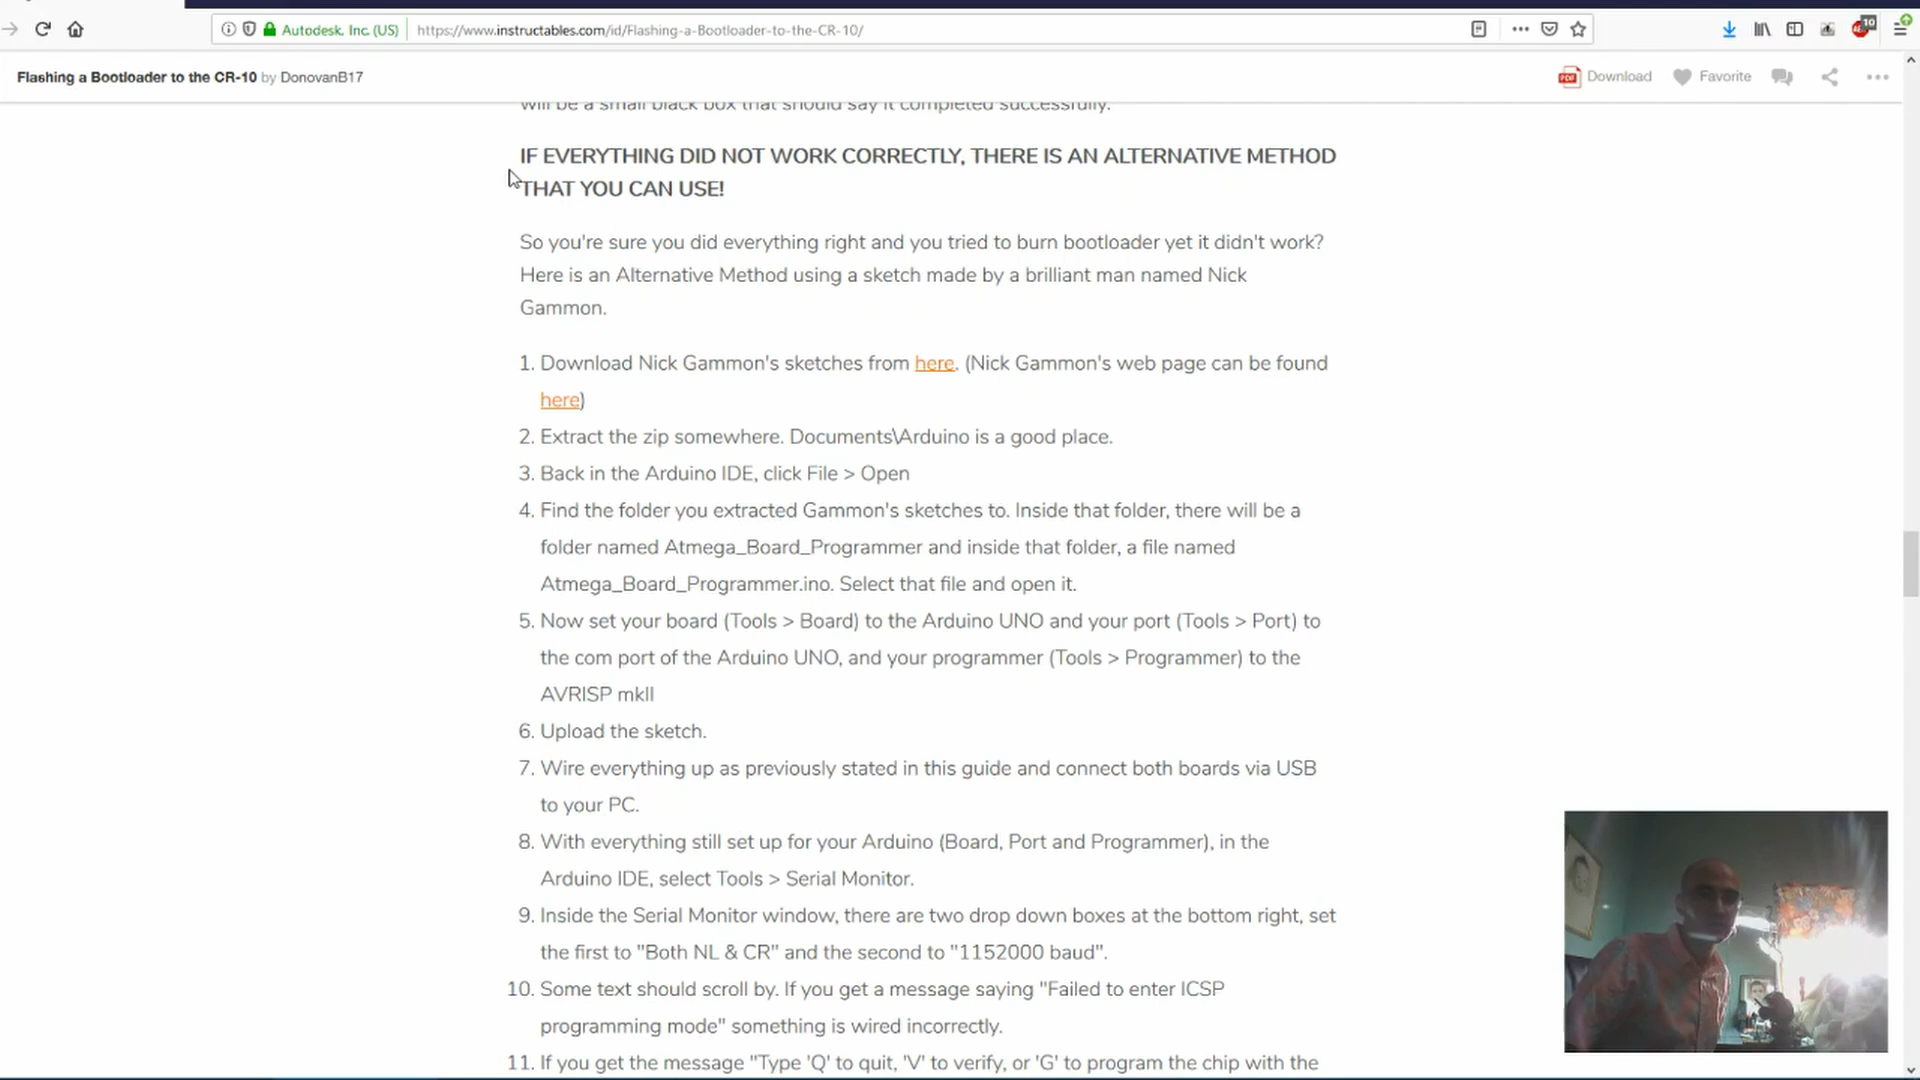 Autodesk, Inc. (US) https://www.instructables.com/id/Flashing-a-Bootloader-to-the-CR-10/
10
Flashing a Bootloader to the CR-10 by DonovanB17
PDF Download Favorite
will be a small black box that should say it completed successfully.
IF EVERYTHING DID NOT WORK CORRECTLY, THERE IS AN ALTERNATIVE METHOD
THAT YOU CAN USE!
So you're sure you did everything right and you tried to burn bootloader yet it didn't work?
Here is an Alternative Method using a sketch made by a brilliant man named Nick
Gammon.
1. Download Nick Gammon's sketches from here. (Nick Gammon's web page can be found
here)
2. Extract the zip somewhere. Documents\Arduino is a good place.
3. Back in the Arduino IDE, click File > Open
4. Find the folder you extracted Gammon's sketches to. Inside that folder, there will be a
folder named Atmega_Board_Programmer and inside that folder, a file named
Atmega_Board_Programmer.ino. Select that file and open it.
5. Now set your board (Tools > Board) to the Arduino UNO and your port (Tools > Port) to
the com port of the Arduino UNO, and your programmer (Tools > Programmer) to the
AVRISP mkII
6. Upload the sketch.
7. Wire everything up as previously stated in this guide and connect both boards via USB
to your PC.
8. With everything still set up for your Arduino (Board, Port and Programmer), in the
Arduino IDE, select Tools > Serial Monitor.
9. Inside the Serial Monitor window, there are two drop down boxes at the bottom right, set
the first to "Both NL & CR" and the second to "1152000 baud".
10. Some text should scroll by. If you get a message saying "Failed to enter ICSP
programming mode" something is wired incorrectly.
11. If you get the message "Type 'Q' to quit, 'V' to verify, or 'G' to program the chip with the